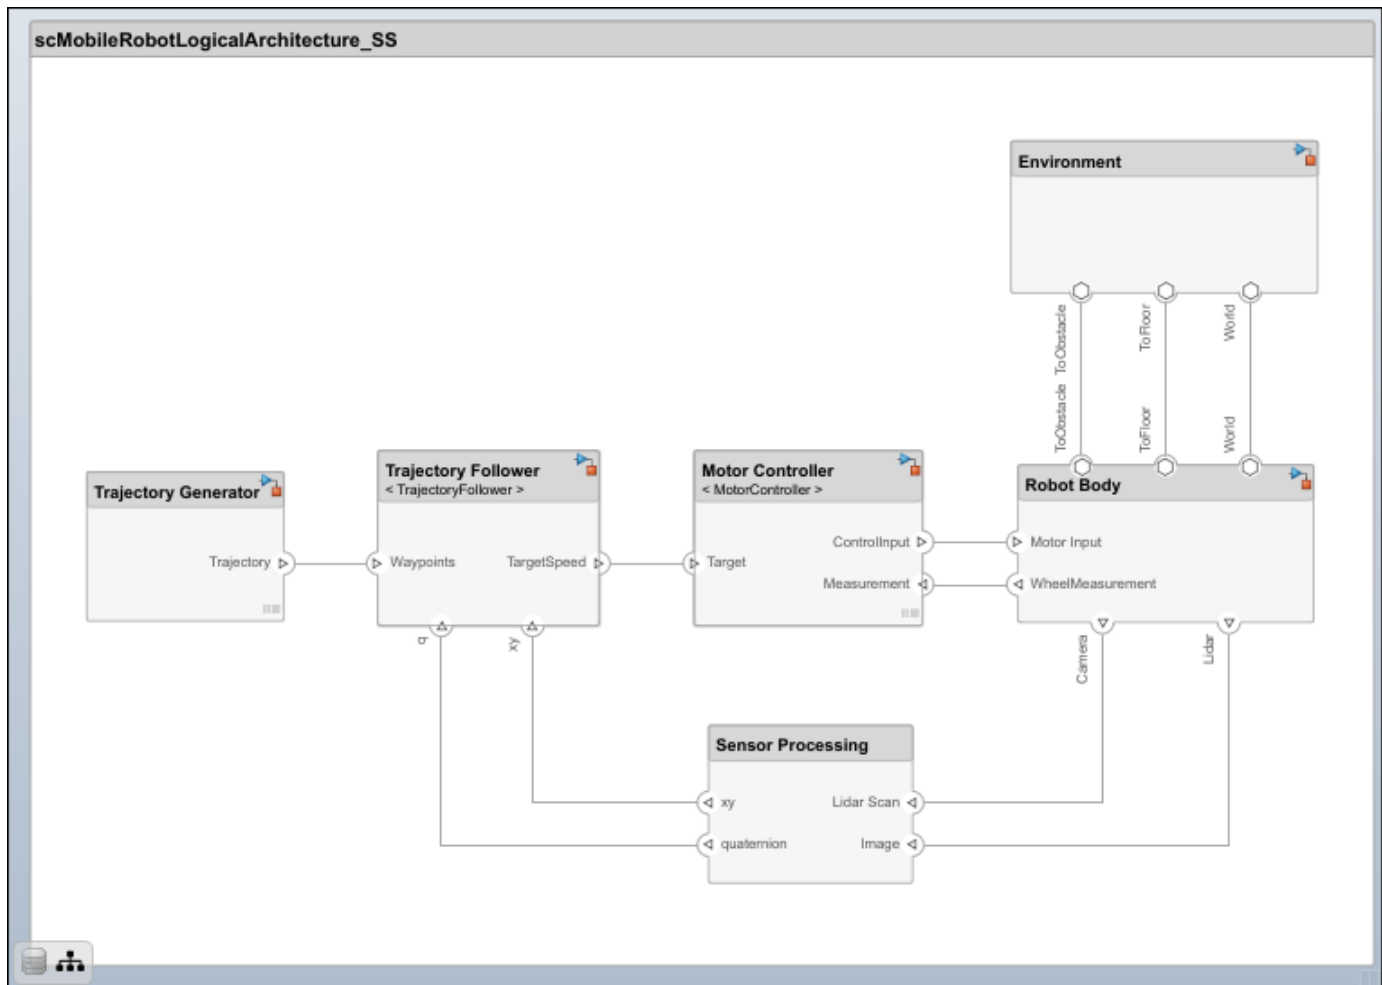 scMobileRobotLogicalArchitecture_SS
Environment
ToObstacle
ToFloor
World
ToObstacle
ToFloor
World
Trajectory Generator
Trajectory
Trajectory Follower
< TrajectoryFollower >
Waypoints
TargetSpeed
q
xy
Motor Controller
< MotorController >
Target
ControlInput
Measurement
Robot Body
Motor Input
WheelMeasurement
Camera
Lidar
Sensor Processing
xy
Lidar Scan
quaternion
Image